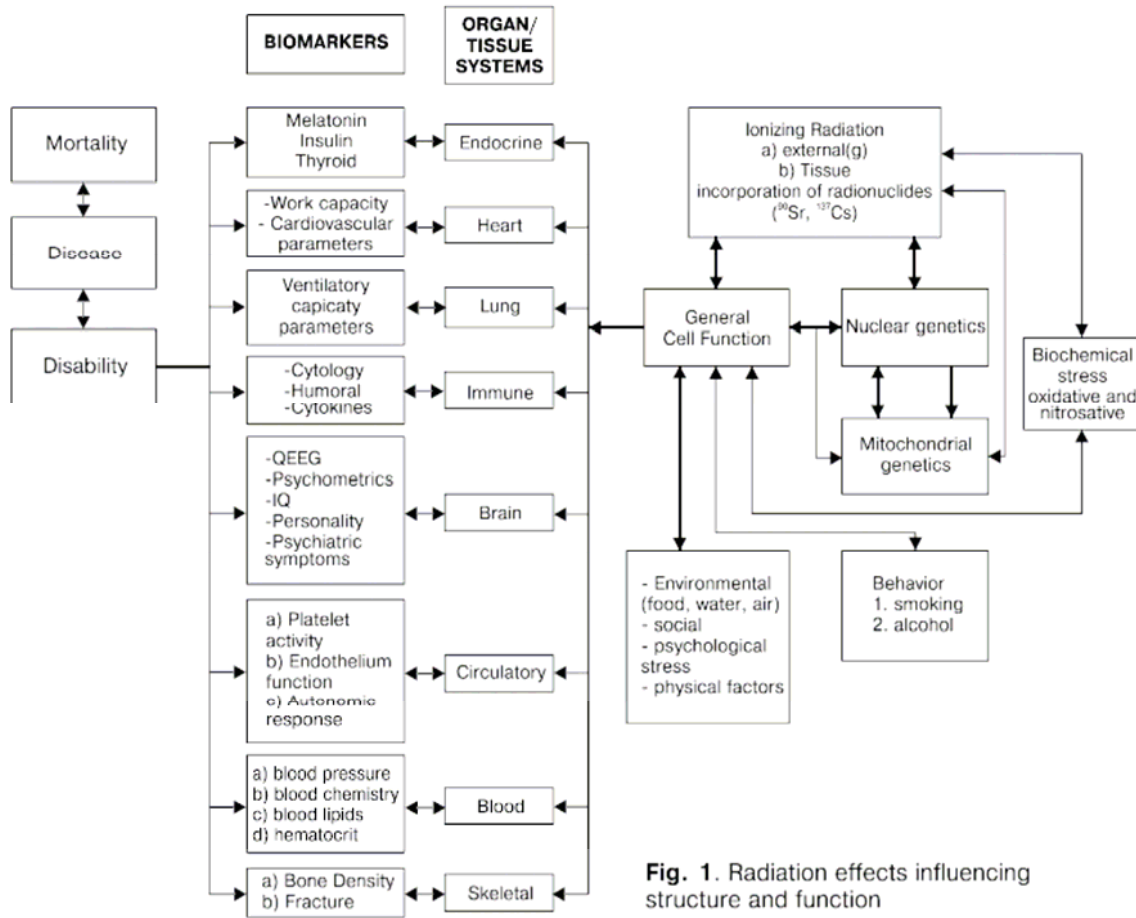 BIOMARKERS
ORGAN/
TISSUE
SYSTEMS
Mortality
Disease
Disability
Melatonin
Insulin
Thyroid
Endocrine
-Work capacity
- Cardiovascular
parameters
Heart
Ventilatory
capicaty
parameters
Lung
-Cytology
-Humoral
-Cytokines
Immune
-QEEG
-Psychometrics
-IQ
-Personality
-Psychiatric
symptoms
Brain
a) Platelet
activity
b) Endothelium
function
c) Autonomic
response
Circulatory
a) blood pressure
b) blood chemistry
c) blood lipids
d) hematocrit
Blood
a) Bone Density
b) Fracture
Skeletal
Ionizing Radiation
a) external(g)
b) Tissue
incorporation of radionuclides
(⁹⁰Sr, ¹³⁷Cs)
General
Cell Function
Nuclear genetics
Mitochondrial
genetics
Biochemical
stress
oxidative and
nitrosative
- Environmental
(food, water, air)
- social
- psychological
stress
- physical factors
Behavior
1. smoking
2. alcohol
Fig. 1. Radiation effects influencing
structure and function